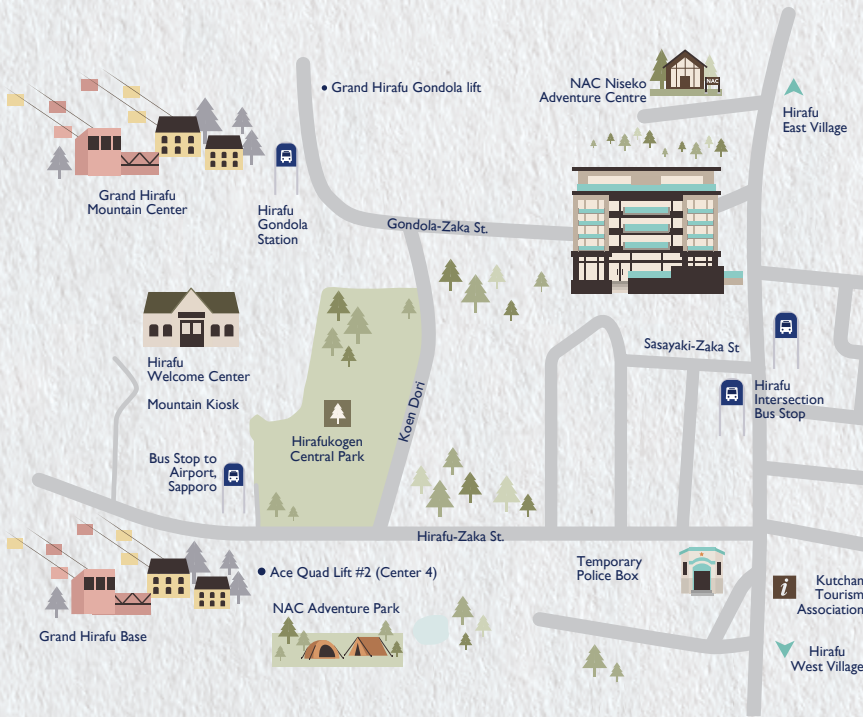 Grand Hirafu Gondola lift
NAC Niseko
Adventure Centre
NAC
Hirafu
East Village
Grand Hirafu
Mountain Center
Hirafu
Gondola
Station
Gondola-Zaka St.
Hirafu
Welcome Center
Mountain Kiosk
Sasayaki-Zaka St
Hirafu
Intersection
Bus Stop
Koen Dori
Hirafukogen
Central Park
Bus Stop to
Airport,
Sapporo
Hirafu-Zaka St.
Temporary
Police Box
Ace Quad Lift #2 (Center 4)
NAC Adventure Park
Grand Hirafu Base
i
Kutchan
Tourism
Association
Hirafu
West Village